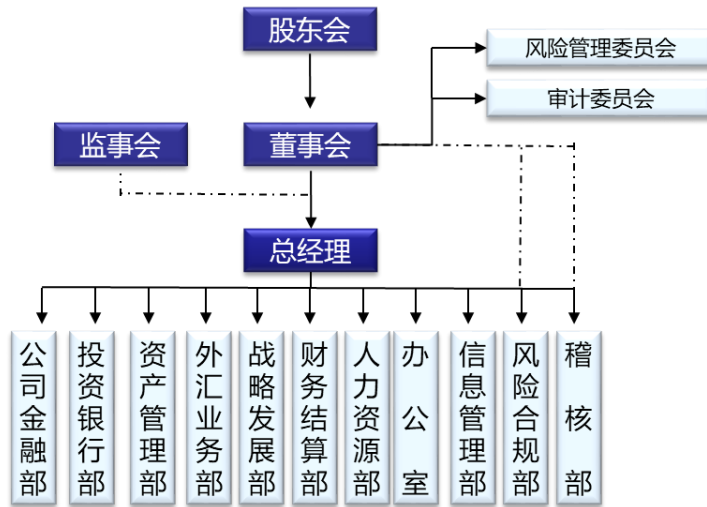 股东会
风险管理委员会
审计委员会
监事会
董事会
总经理
公司金融部
投资银行部
资产管理部
外汇业务部
战略发展部
财务结算部
人力资源部
办公室
信息管理部
风险合规部
稽核部